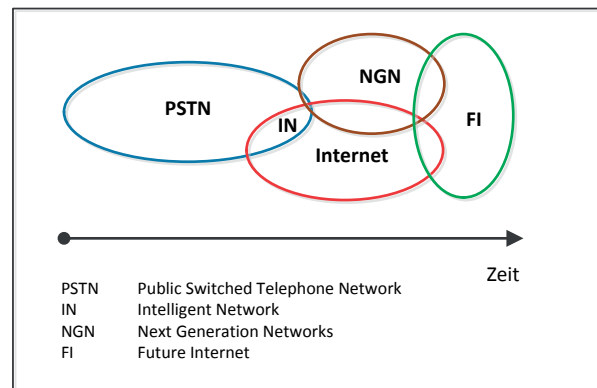 NGN
PSTN
IN
FI
Internet
Zeit
PSTN Public Switched Telephone Network
IN Intelligent Network
NGN Next Generation Networks
FI Future Internet